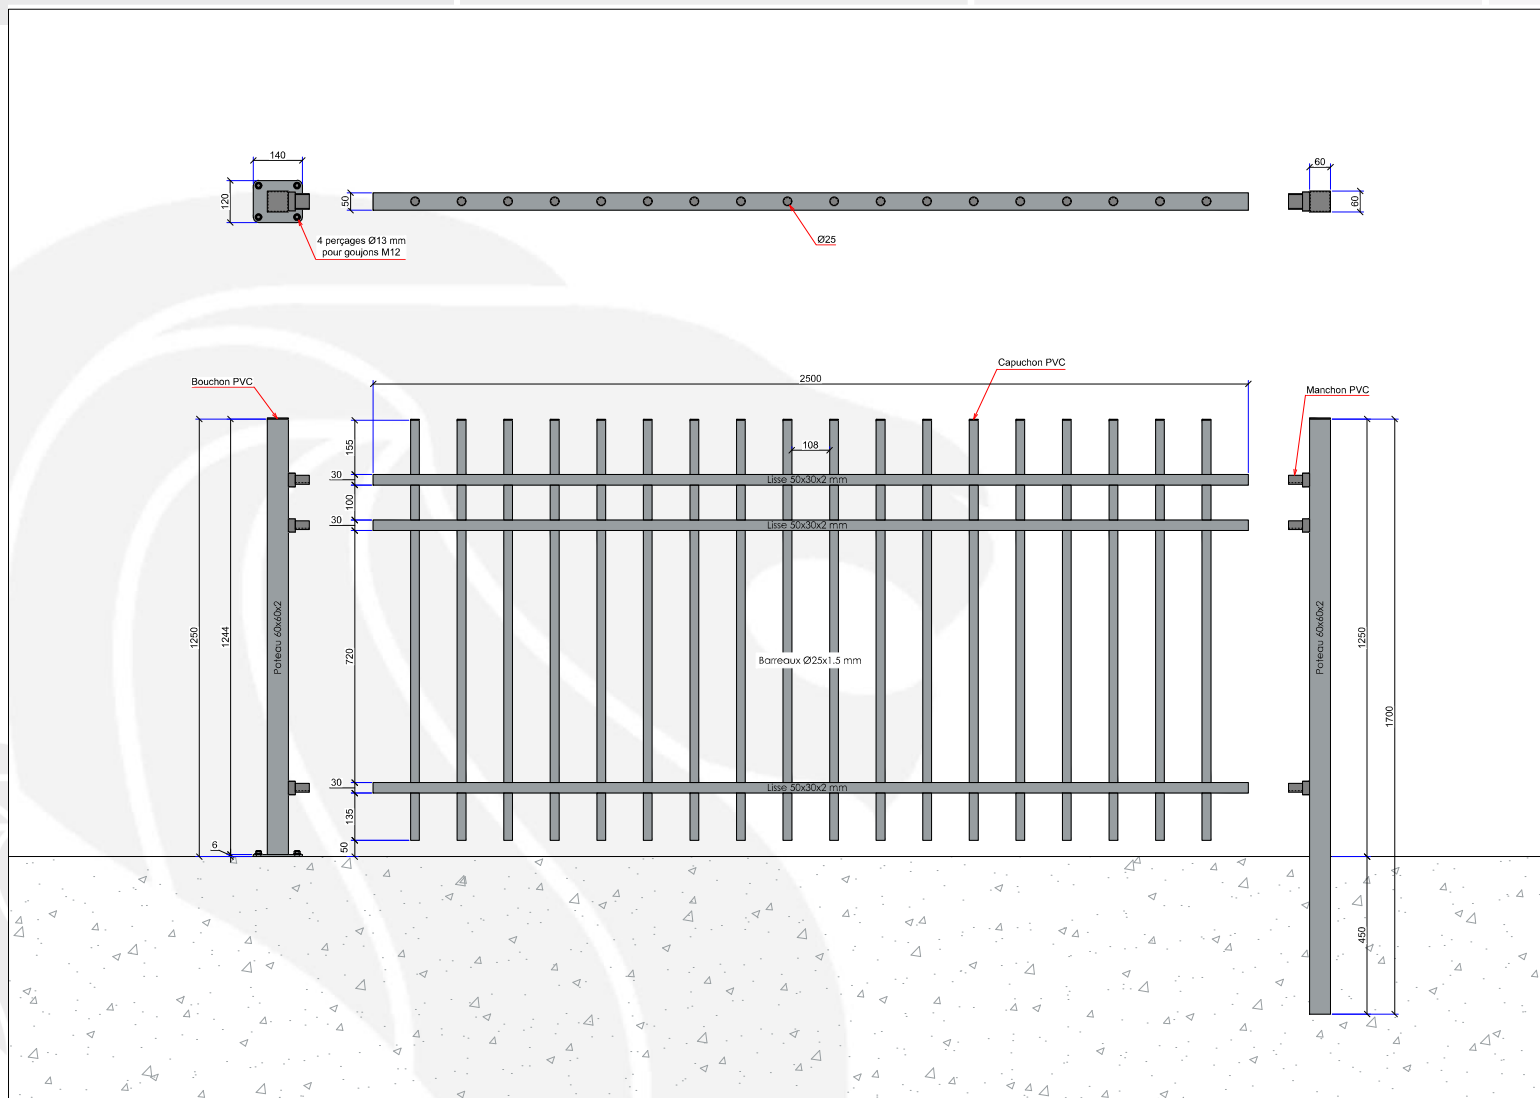 140
120
4 perçages Ø13 mm
pour goujons M12
50
Ø25
60
60
Bouchon PVC
2500
Capuchon PVC
Manchon PVC
155
108
30
Lisse 50x30x2 mm
100
30
Lisse 50x30x2 mm
1250
1244
Poteau 60x60x2
720
Barreaux Ø25x1.5 mm
Poteau 60x60x2
1250
1700
30
Lisse 50x30x2 mm
135
6
50
450